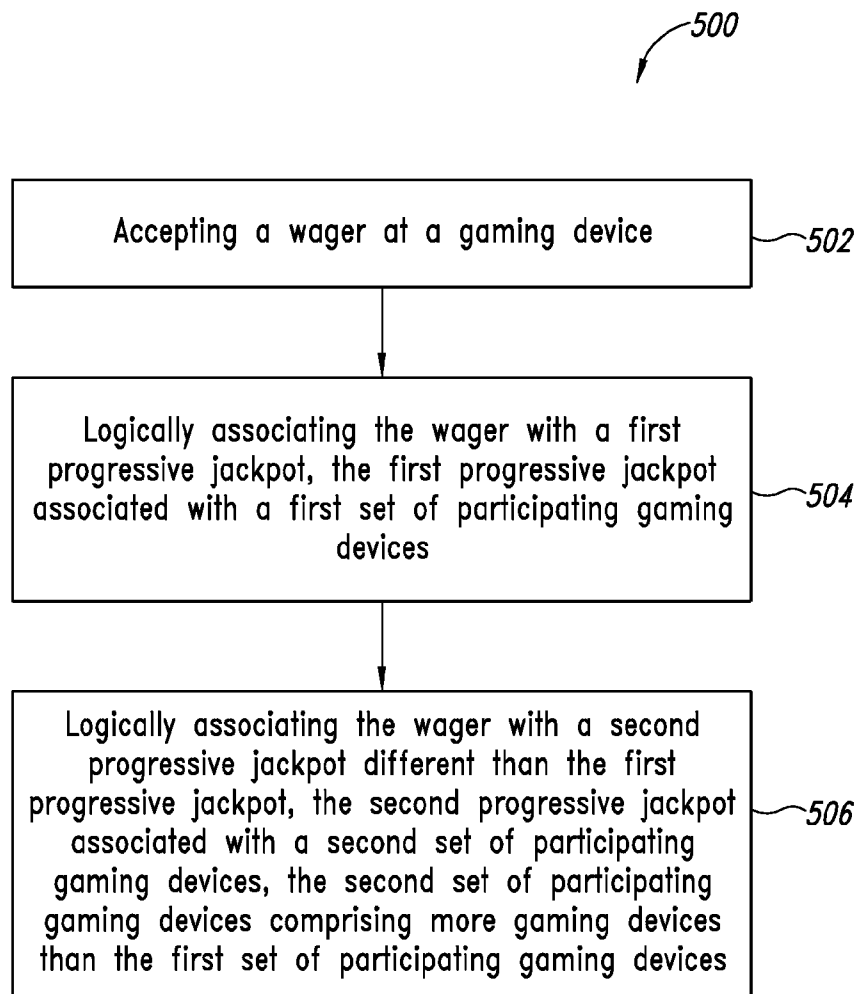 500
Accepting a wager at a gaming device
502
Logically associating the wager with a first
progressive jackpot, the first progressive jackpot
associated with a first set of participating gaming
devices
504
Logically associating the wager with a second
progressive jackpot different than the first
progressive jackpot, the second progressive jackpot
associated with a second set of participating
gaming devices, the second set of participating
gaming devices comprising more gaming devices
than the first set of participating gaming devices
506